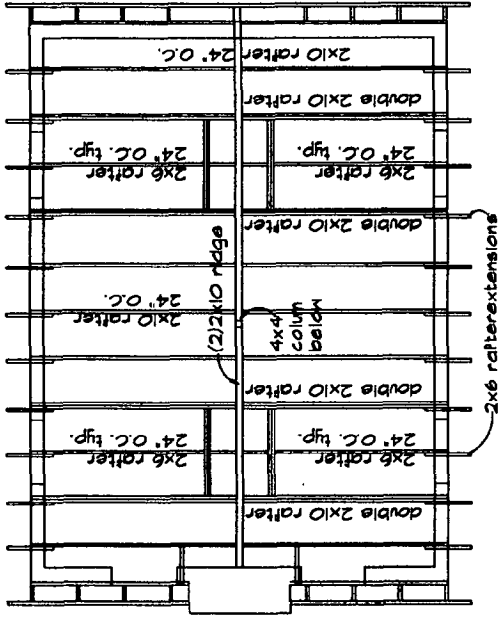 2x10 rafter 24" O.C.
double 2x10 rafter
2x6 rafter
24" O.C. typ.
2x6 rafter
24" O.C. typ.
double 2x10 rafter
(2)2x10 ridge
2x10 rafter
24" O.C.
4x4
colum
below
2x6 rafterextensions
double 2x10 rafter
2x6 rafter
24" O.C. typ.
2x6 rafter
24" O.C. typ.
double 2x10 rafter